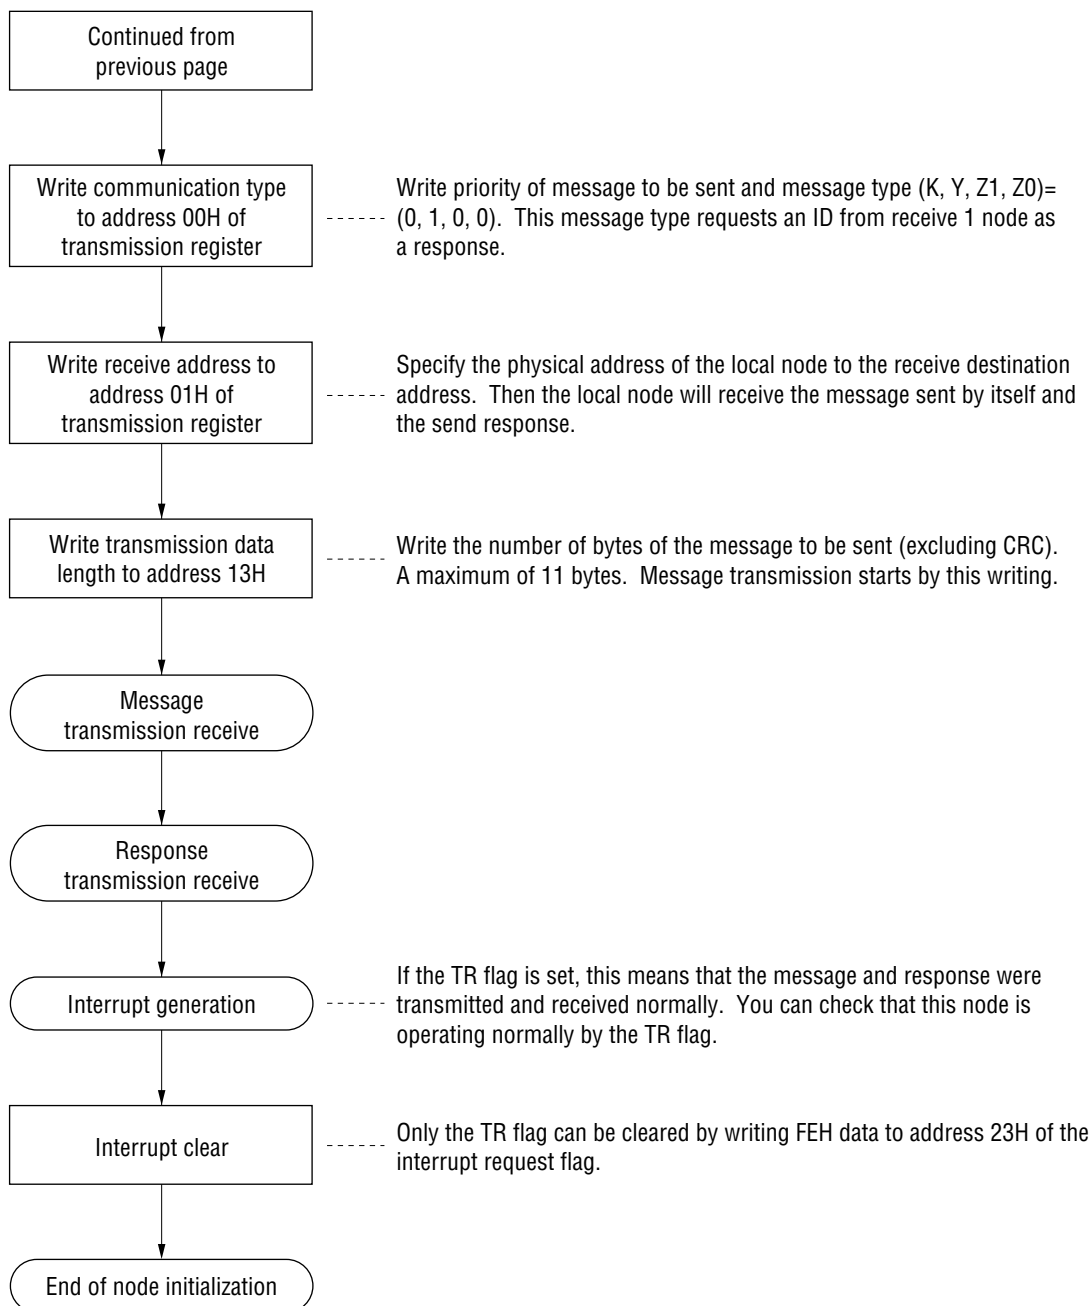 Continued from
previous page
Write communication type
to address 00H of
transmission register
Write priority of message to be sent and message type (K, Y, Z1, Z0)=
(0, 1, 0, 0). This message type requests an ID from receive 1 node as
a response.
Write receive address to
address 01H of
transmission register
Specify the physical address of the local node to the receive destination
address. Then the local node will receive the message sent by itself and
the send response.
Write transmission data
length to address 13H
Write the number of bytes of the message to be sent (excluding CRC).
A maximum of 11 bytes. Message transmission starts by this writing.
Message
transmission receive
Response
transmission receive
Interrupt generation
If the TR flag is set, this means that the message and response were
transmitted and received normally. You can check that this node is
operating normally by the TR flag.
Interrupt clear
Only the TR flag can be cleared by writing FEH data to address 23H of the
interrupt request flag.
End of node initialization